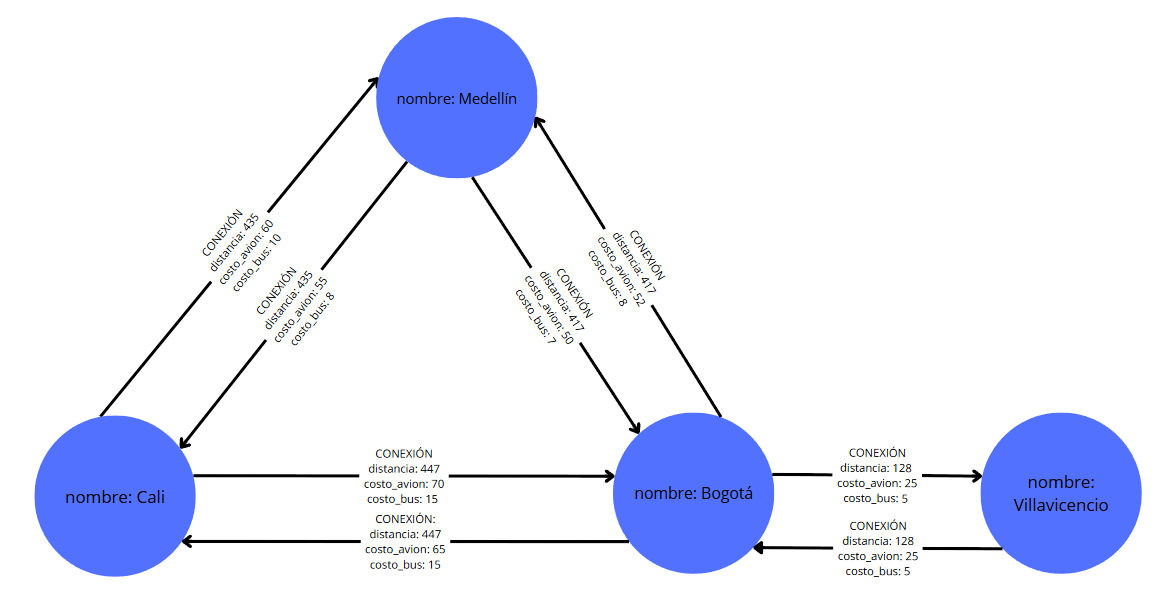 nombre: Medellín
CONEXIÓN
distancia: 435
costo_avion: 60
costo_bus: 10
CONEXIÓN
distancia: 435
costo_avion: 55
costo_bus: 8
CONEXIÓN
distancia: 417
costo_avion: 50
costo_bus: 7
CONEXIÓN
distancia: 417
costo_avion: 52
costo_bus: 8
nombre: Cali
CONEXIÓN
distancia: 447
costo_avion: 70
costo_bus: 15
CONEXIÓN:
distancia: 447
costo_avion: 65
costo_bus: 15
nombre: Bogotá
CONEXIÓN
distancia: 128
costo_avion: 25
costo_bus: 5
CONEXIÓN
distancia: 128
costo_avion: 25
costo_bus: 5
nombre:
Villavicencio